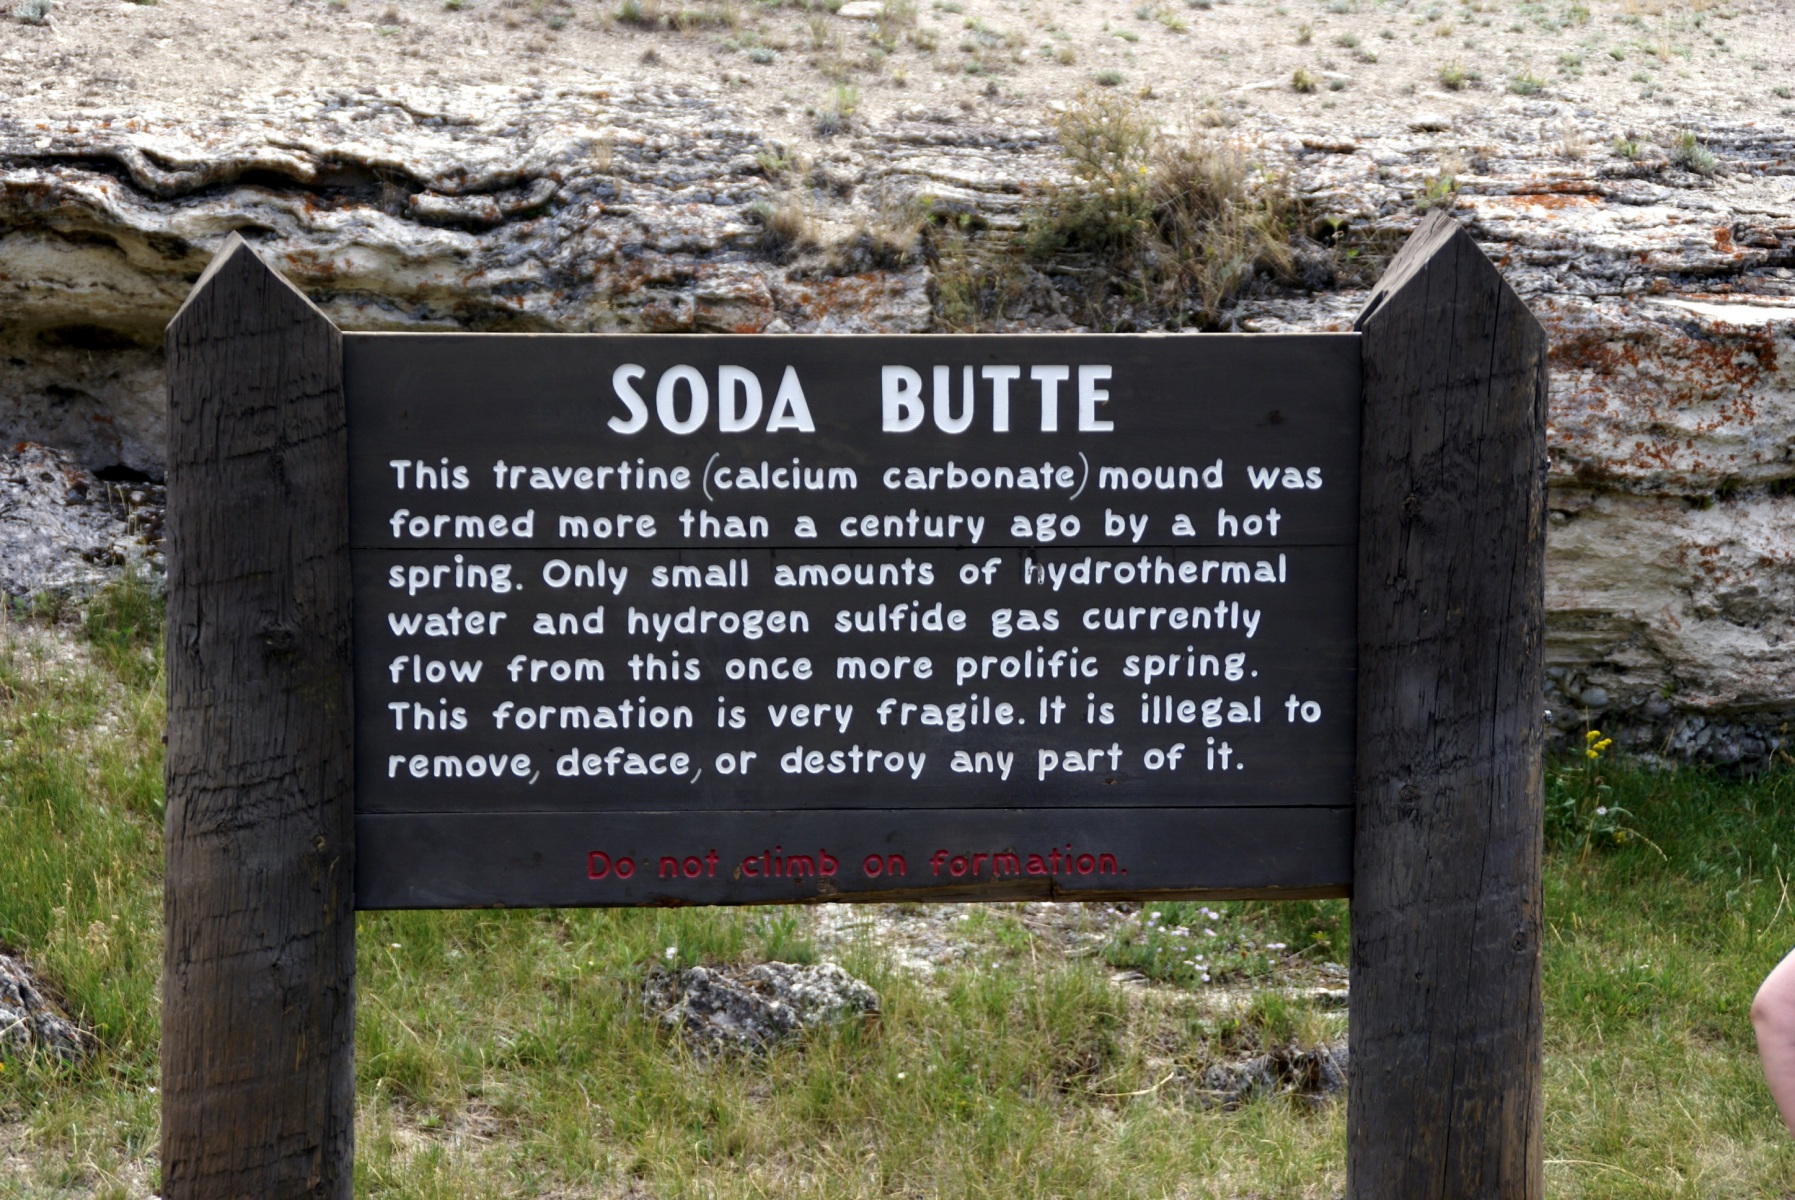 SODA BUTTE
This travertine (calcium carbonate) mound was
formed more than a century ago by a hot
spring. Only small amounts of hydrothermal
water and hydrogen sulfide gas currently
flow from this once more prolific spring.
This formation is very fragile. It is illegal to
remove, deface, or destroy any part of it.
Do not climb on formation.